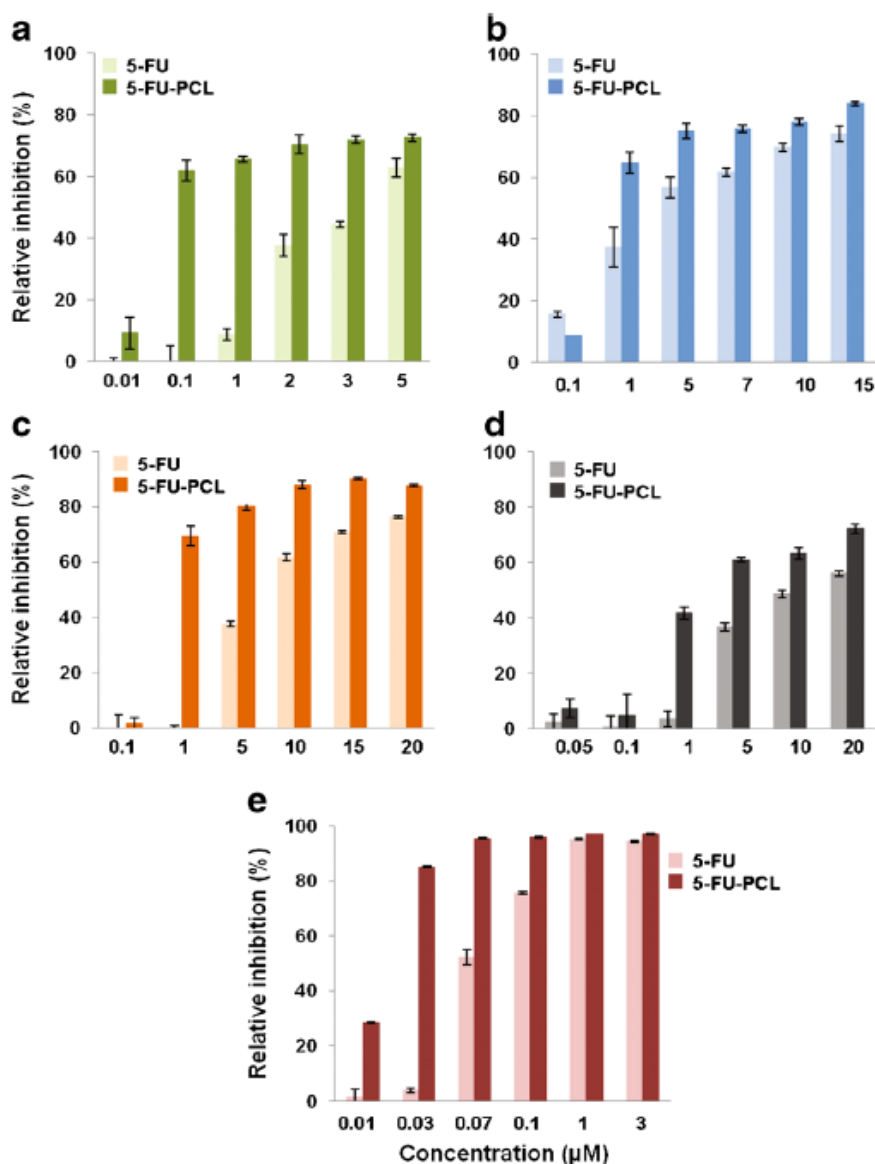 a
100
80
60
40
20
0
Relative inhibition (%)
5-FU
5-FU-PCL
0.01 0.1 1 2 3 5
b
100
80
60
40
20
0
5-FU
5-FU-PCL
0.1 1 5 7 10 15
c
100
80
60
40
20
0
Relative inhibition (%)
5-FU
5-FU-PCL
0.1 1 5 10 15 20
d
100
80
60
40
20
0
5-FU
5-FU-PCL
0.05 0.1 1 5 10 20
e
100
80
60
40
20
0
Relative inhibition (%)
5-FU
5-FU-PCL
0.01 0.03 0.07 0.1 1 3
Concentration (µM)